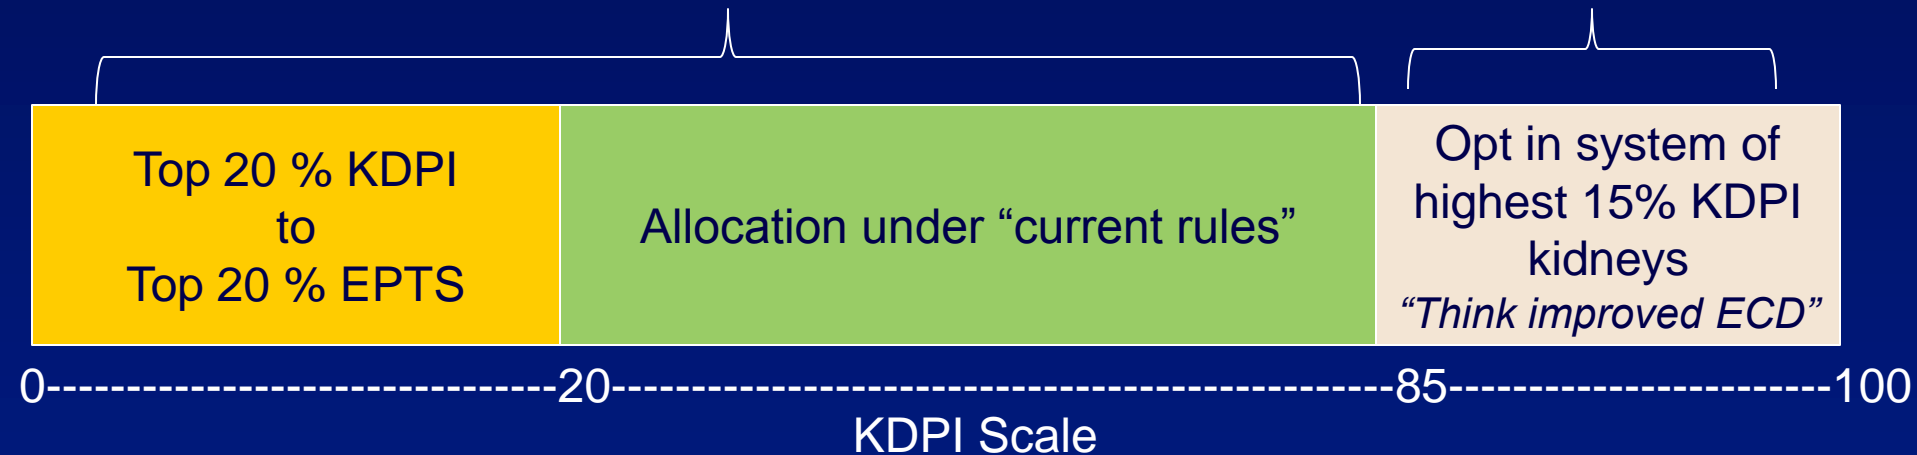 Top 20 % KDPI
to
Top 20 % EPTS
Allocation under “current rules”
Opt in system of
highest 15% KDPI
kidneys
“Think improved ECD”
0--------------------------------20-------------------------------------------------85------------------------100
KDPI Scale